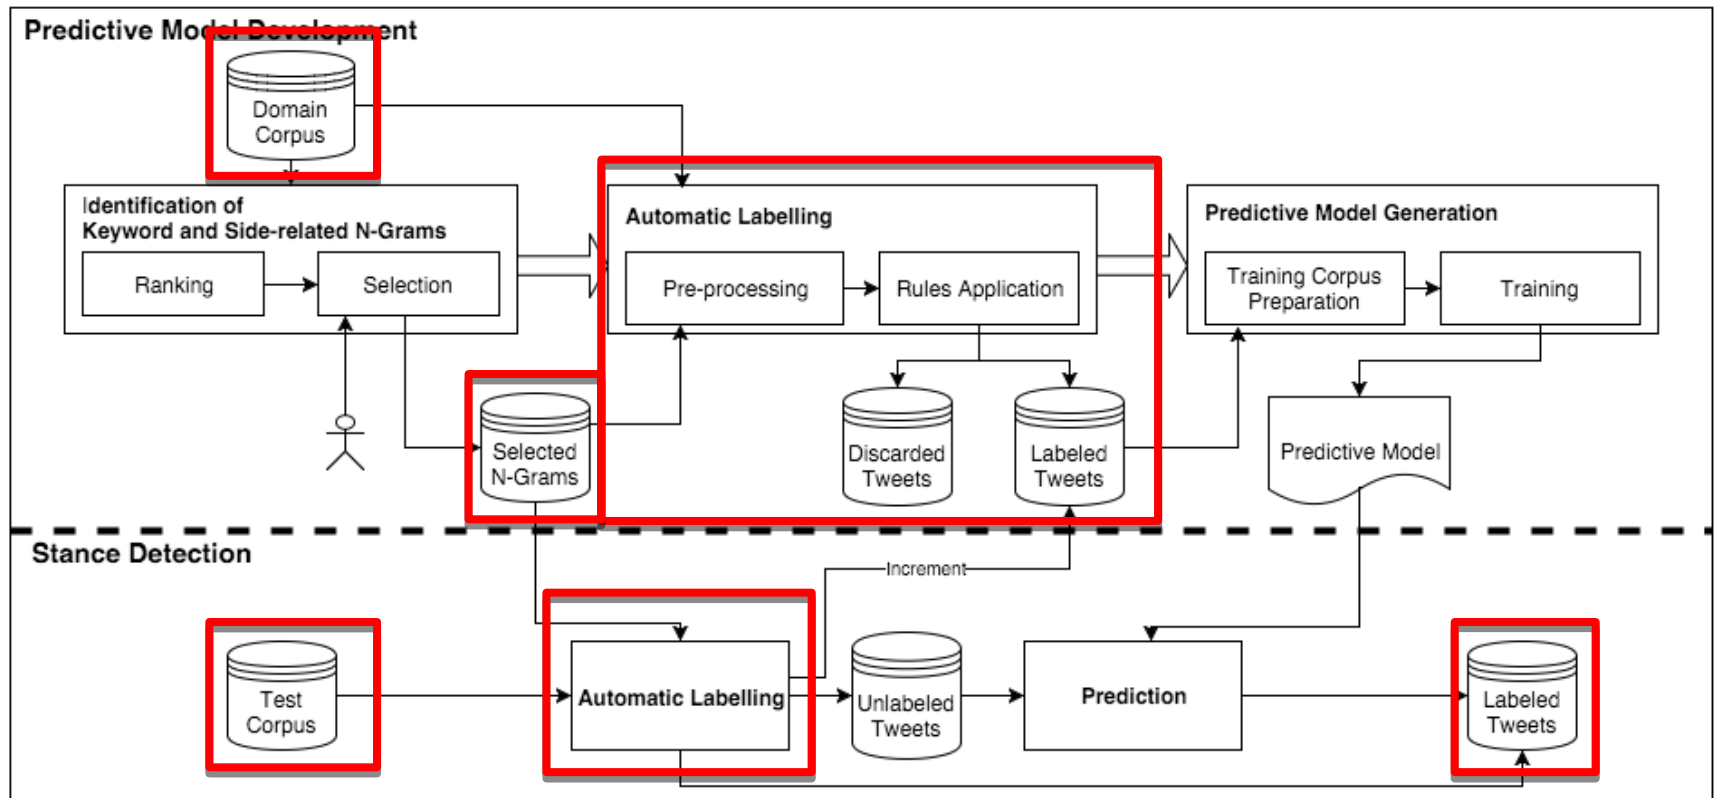 Predictive Model Development
Domain
Corpus
Identification of
Keyword and Side-related N-Grams
Ranking
Selection
Automatic Labelling
Pre-processing
Rules Application
Predictive Model Generation
Training Corpus
Preparation
Training
Selected
N-Grams
Discarded
Tweets
Labeled
Tweets
Predictive Model
Stance Detection
Increment
Test
Corpus
Automatic Labelling
Unlabeled
Tweets
Prediction
Labeled
Tweets